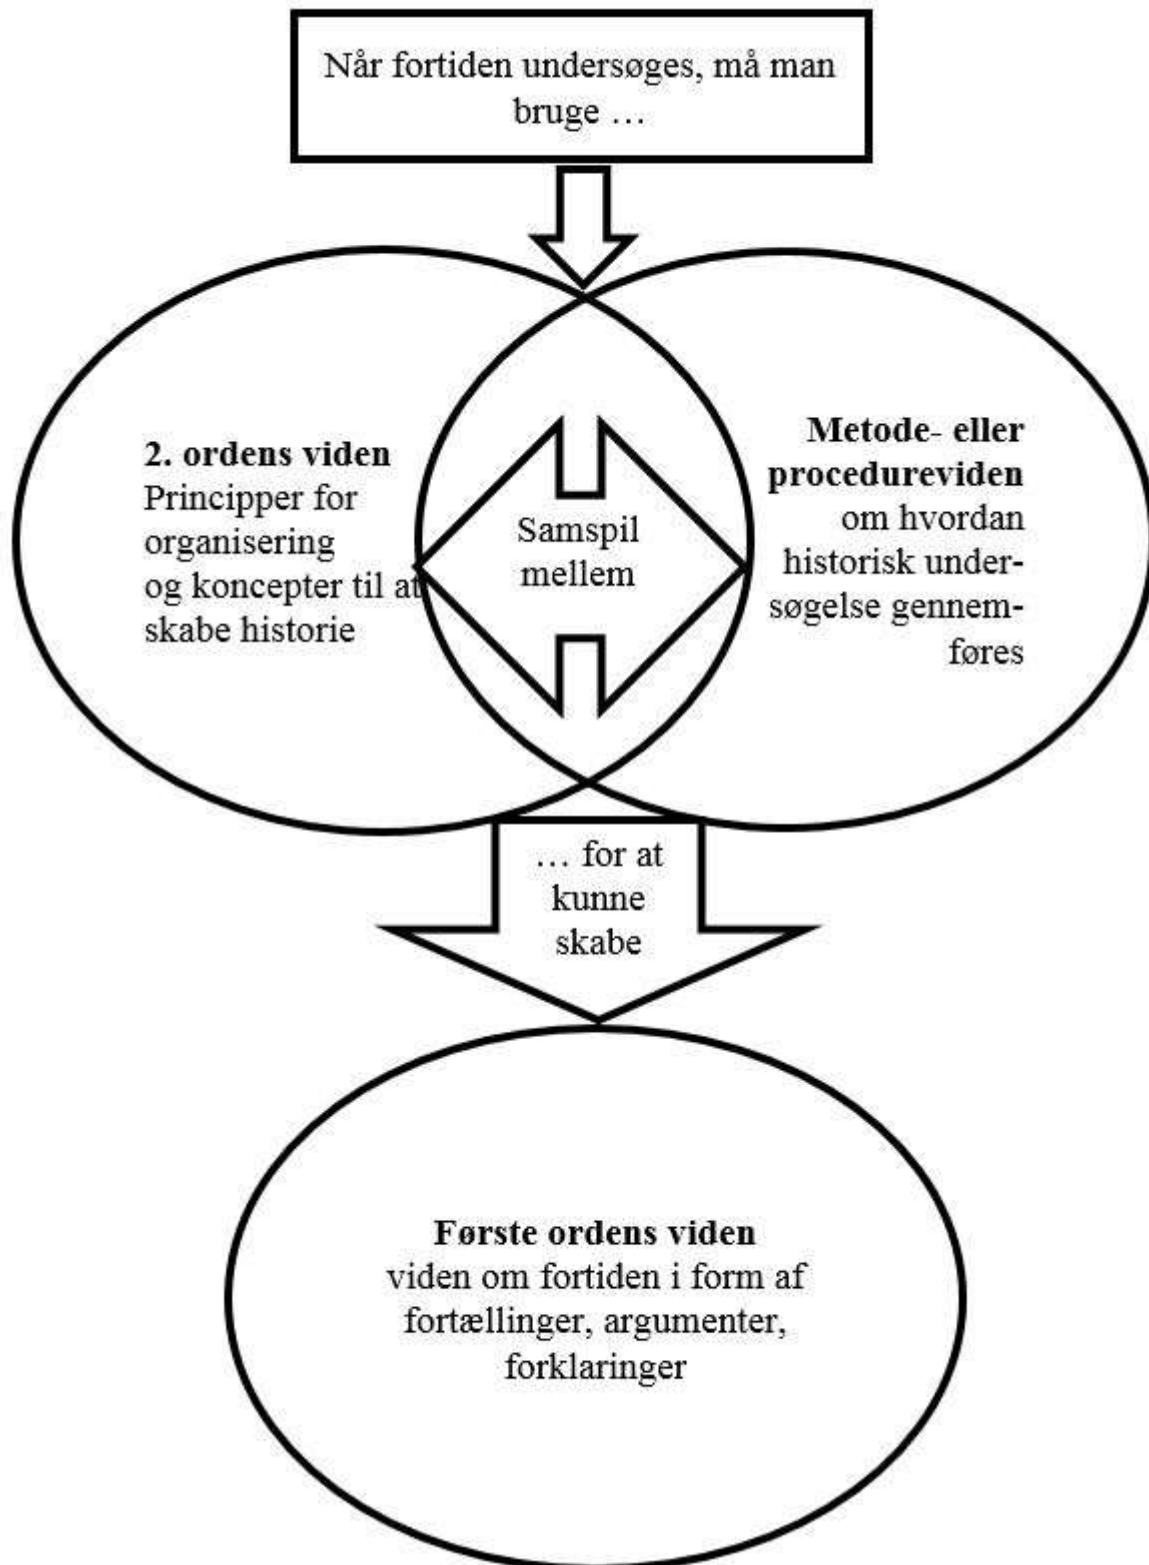 Når fortiden undersøges, må man
bruge …
2. ordens viden
Principper for
organisering
og koncepter til at
skabe historie
Samspil
mellem
Metode- eller
procedureviden
om hvordan
historisk under-
søgelse gennem-
føres
… for at
kunne
skabe
Første ordens viden
viden om fortiden i form af
fortællinger, argumenter,
forklaringer